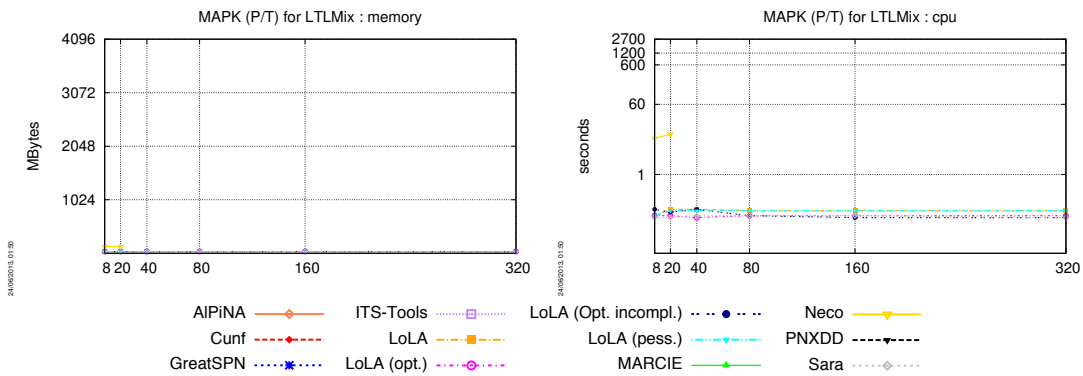 MAPK (P/T) for LTLMix : memory
4096
3072
2048
1024
MBytes
8 20 40 80 160 320
24/06/2013, 01:50
MAPK (P/T) for LTLMix : cpu
2700
1200
600
60
1
seconds
8 20 40 80 160 320
24/06/2013, 01:50
AlPiNA ITS-Tools LoLA (Opt. incompl.) Neco
Cunf LoLA LoLA (pess.) PNXDD
GreatSPN LoLA (opt.) MARCIE Sara